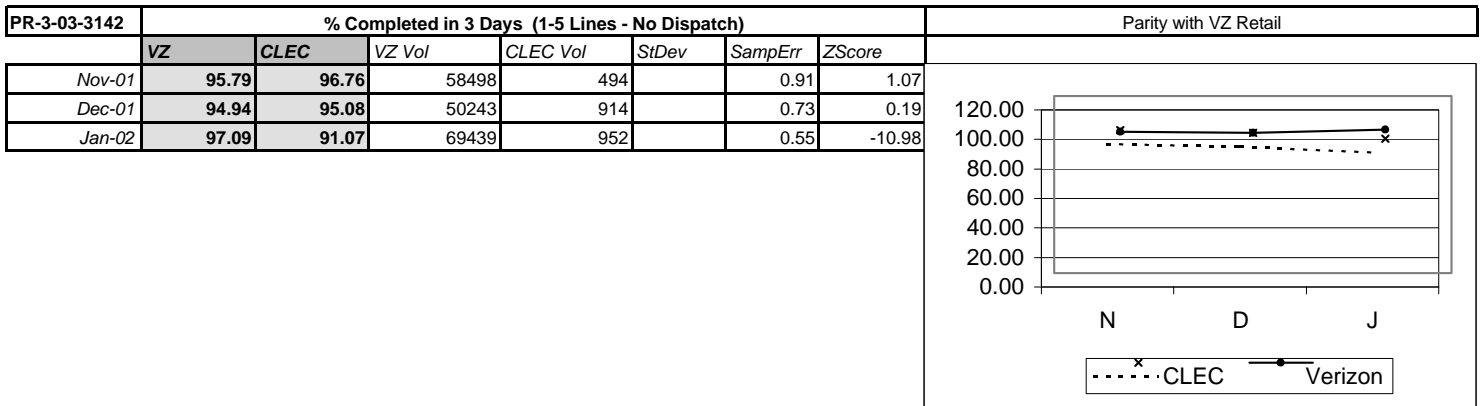 PR-3-03-3142 % Completed in 3 Days (1-5 Lines - No Dispatch) Parity with VZ Retail
VZ CLEC VZ Vol CLEC Vol StDev SampErr ZScore
Nov-01 95.79 96.76 58498 494 0.91 1.07
Dec-01 94.94 95.08 50243 914 0.73 0.19
Jan-02 97.09 91.07 69439 952 0.55 -10.98
120.00
100.00
80.00
60.00
40.00
20.00
0.00
N D J
CLEC Verizon